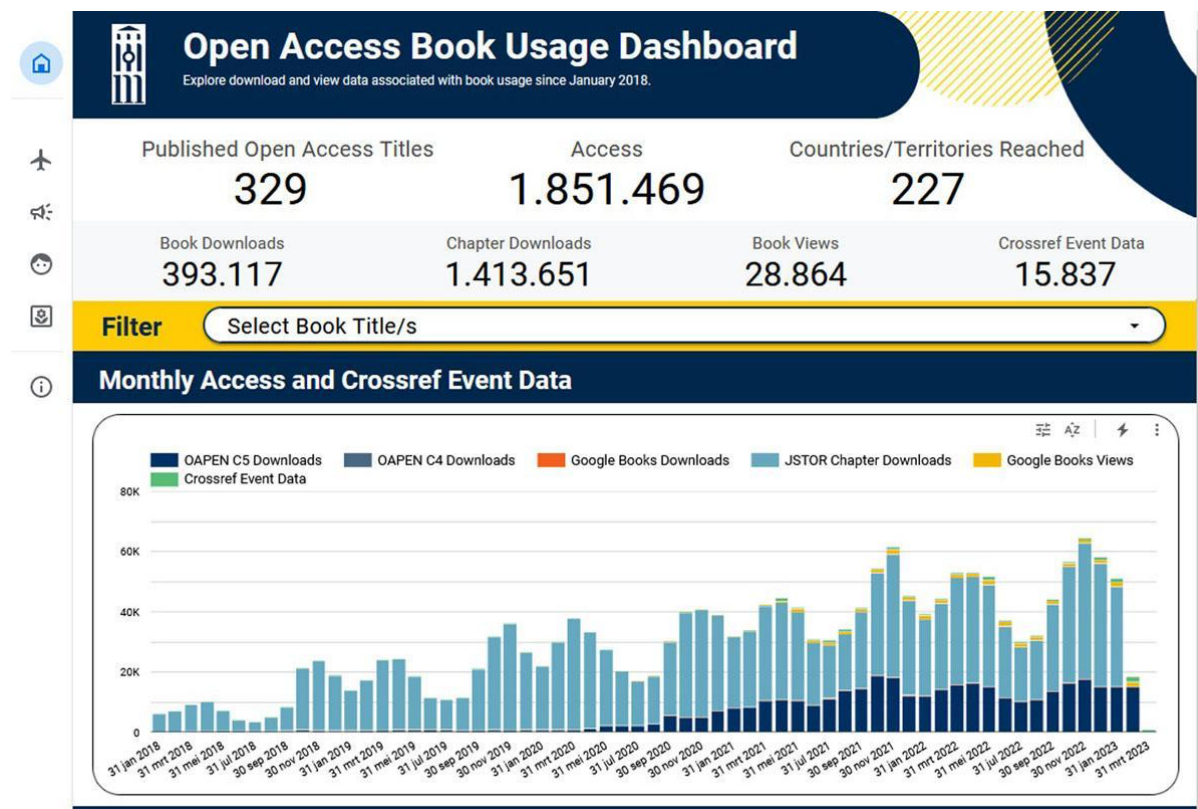 Open Access Book Usage Dashboard
Explore download and view data associated with book usage since January 2018.
Published Open Access Titles
329
Access
1.851.469
Countries/Territories Reached
227
Book Downloads
393.117
Chapter Downloads
1.413.651
Book Views
28.864
Crossref Event Data
15.837
Filter
Select Book Title/s
Monthly Access and Crossref Event Data
AZ
OAPEN C5 Downloads
OAPEN C4 Downloads
Google Books Downloads
JSTOR Chapter Downloads
Google Books Views
Crossref Event Data
80K
60K
40K
20K
0
31 jan 2018
31 mrt 2018
31 mei 2018
31 jul 2018
30 sep 2018
30 nov 2018
31 jan 2019
31 mrt 2019
31 mei 2019
31 jul 2019
30 sep 2019
30 nov 2019
31 jan 2020
31 mrt 2020
31 mei 2020
31 jul 2020
30 sep 2020
30 nov 2020
31 jan 2021
31 mrt 2021
31 mei 2021
31 jul 2021
30 sep 2021
30 nov 2021
31 jan 2022
31 mrt 2022
31 mei 2022
31 jul 2022
30 sep 2022
30 nov 2022
31 jan 2023
31 mrt 2023